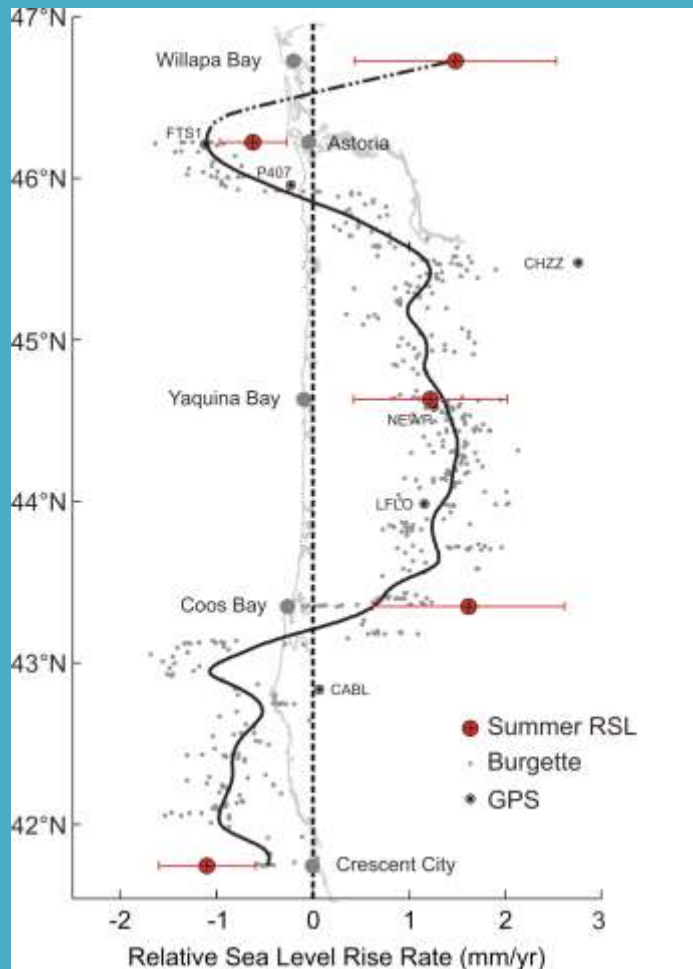 47°N
Willapa Bay
FTS1
Astoria
P407
46°N
CHZZ
45°N
Yaquina Bay
44°N
LFLO
Coos Bay
43°N
CABL
Summer RSL
Burgette
GPS
42°N
Crescent City
-2 -1 0 1 2 3
Relative Sea Level Rise Rate (mm/yr)